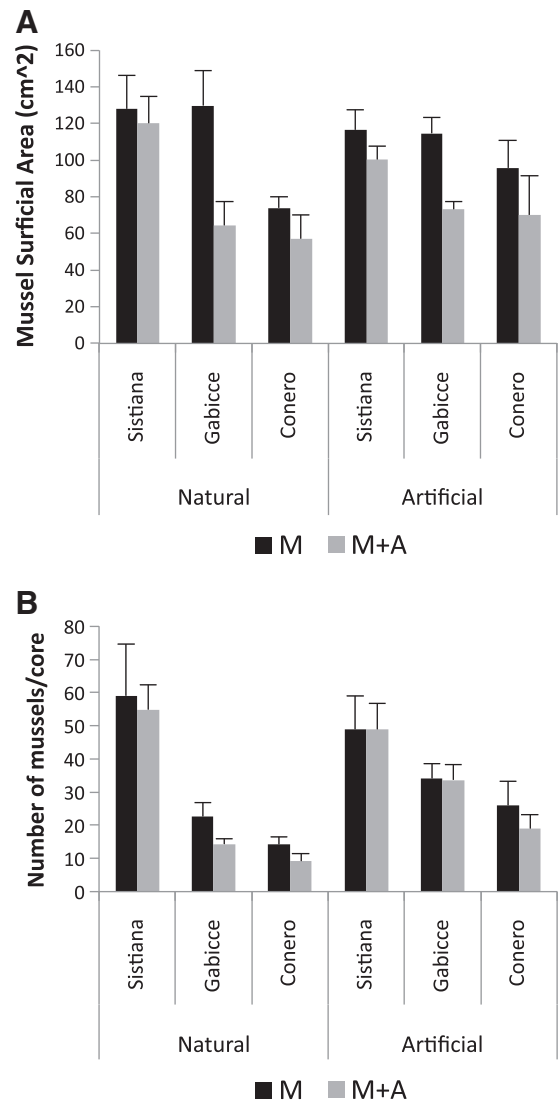 A
Mussel Surficial Area (cm^2)
160
140
120
100
80
60
40
20
0
Sistiana
Gabicce
Conero
Sistiana
Gabicce
Conero
Natural
Artificial
M
M+A
B
Number of mussels/core
80
70
60
50
40
30
20
10
0
Sistiana
Gabicce
Conero
Sistiana
Gabicce
Conero
Natural
Artificial
M
M+A